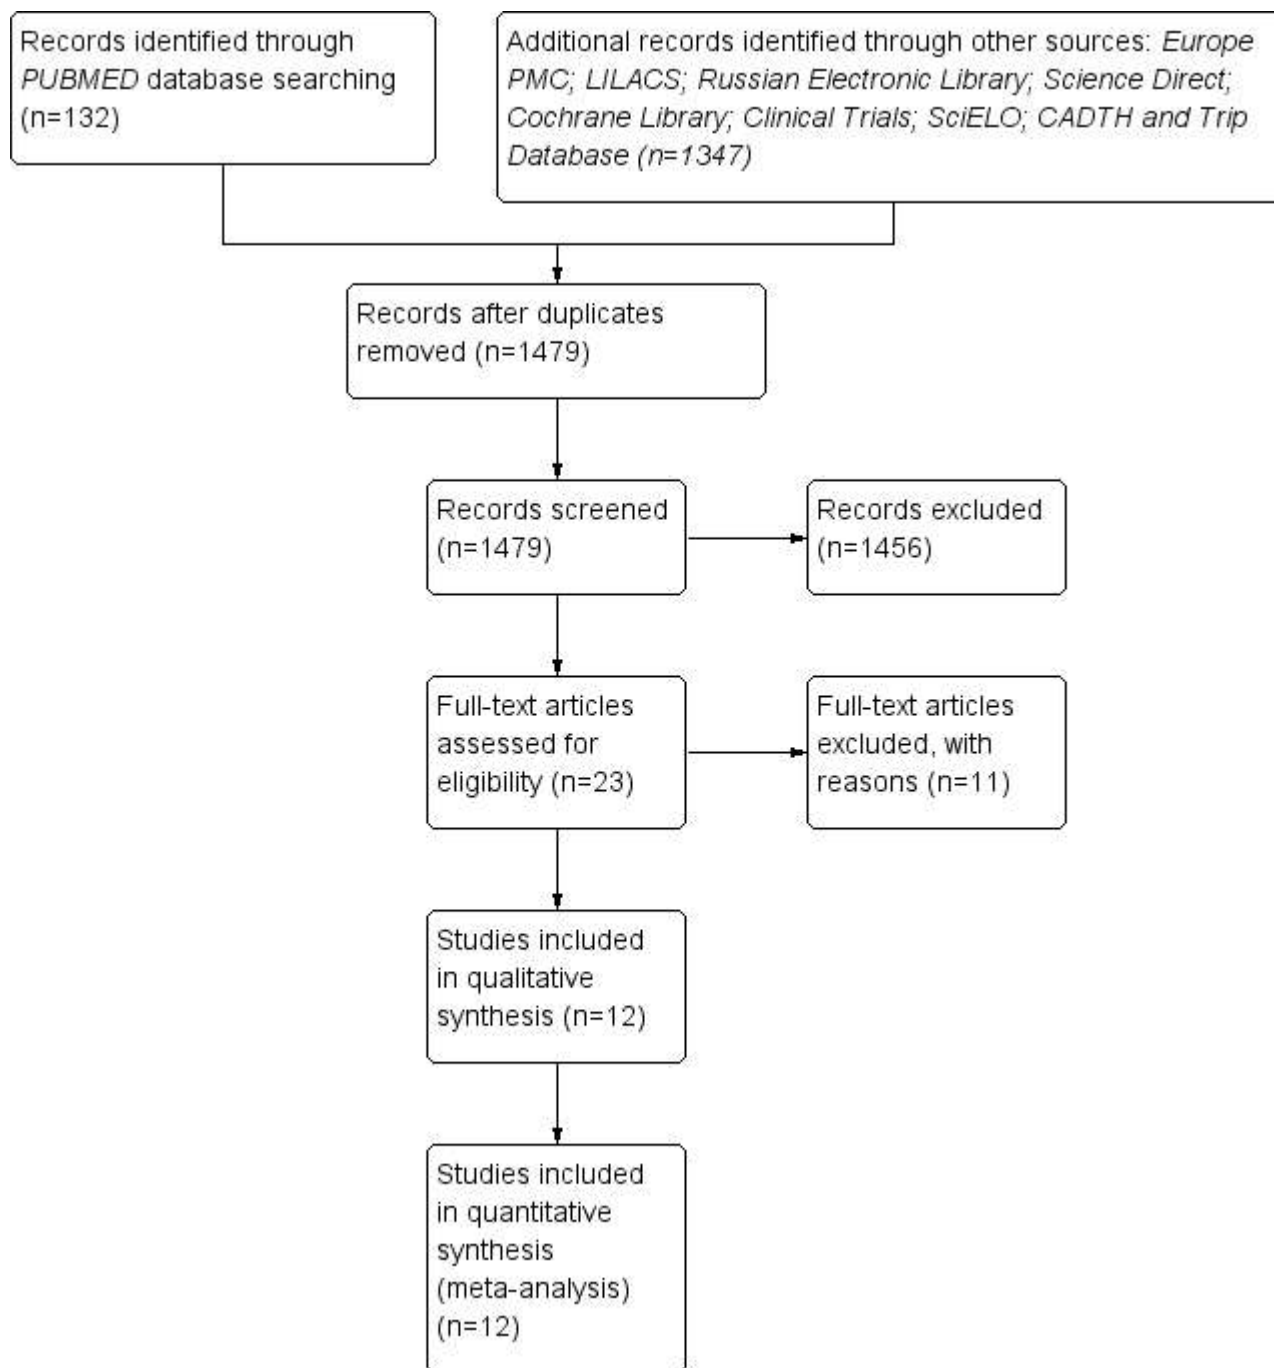 Records identified through
PUBMED database searching
(n=132)
Additional records identified through other sources: Europe
PMC; LILACS; Russian Electronic Library; Science Direct;
Cochrane Library; Clinical Trials; SciELO; CADTH and Trip
Database (n=1347)
Records after duplicates
removed (n=1479)
Records screened
(n=1479)
Records excluded
(n=1456)
Full-text articles
assessed for
eligibility (n=23)
Full-text articles
excluded, with
reasons (n=11)
Studies included
in qualitative
synthesis (n=12)
Studies included
in quantitative
synthesis
(meta-analysis)
(n=12)